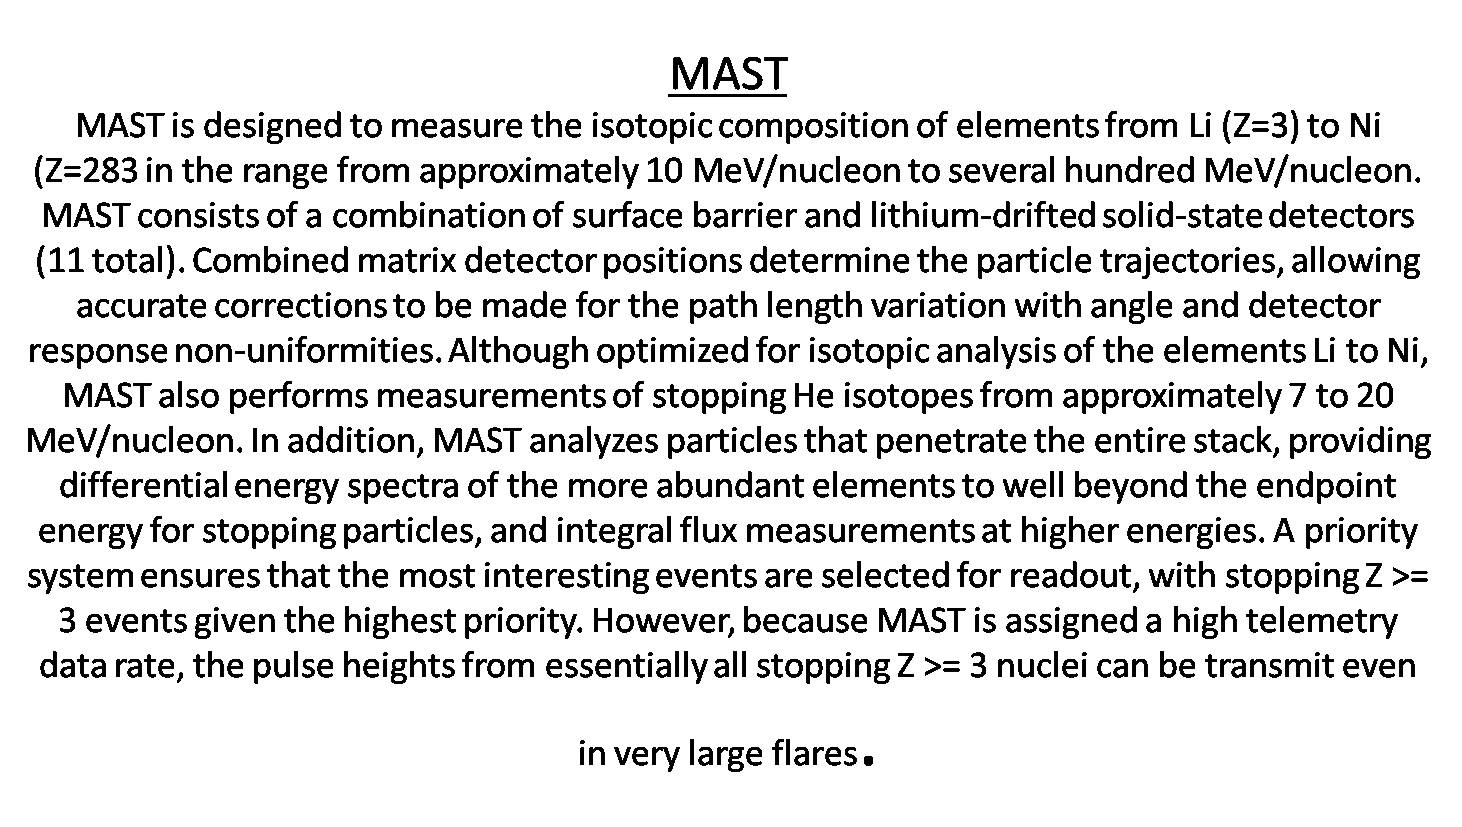 MAST
MAST is designed to measure the isotopic composition of elements from Li (Z=3) to Ni
(Z=283 in the range from approximately 10 MeV/nucleon to several hundred MeV/nucleon.
MAST consists of a combination of surface barrier and lithium-drifted solid-state detectors
(11 total). Combined matrix detector positions determine the particle trajectories, allowing
accurate corrections to be made for the path length variation with angle and detector
response non-uniformities. Although optimized for isotopic analysis of the elements Li to Ni,
MAST also performs measurements of stopping He isotopes from approximately 7 to 20
MeV/nucleon. In addition, MAST analyzes particles that penetrate the entire stack, providing
differential energy spectra of the more abundant elements to well beyond the endpoint
energy for stopping particles, and integral flux measurements at higher energies. A priority
system ensures that the most interesting events are selected for readout, with stopping Z >=
3 events given the highest priority. However, because MAST is assigned a high telemetry
data rate, the pulse heights from essentially all stopping Z >= 3 nuclei can be transmit even
in very large flares.